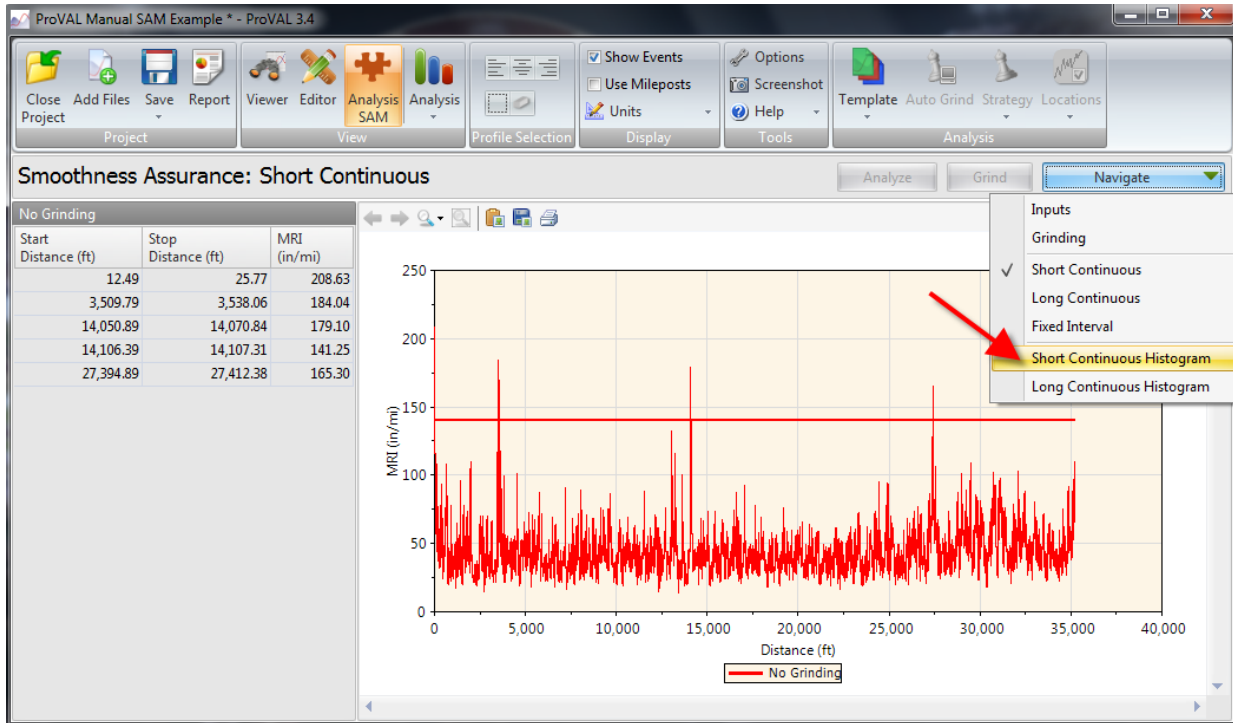 ProVAL Manual SAM Example * - ProVAL 3.4
Close Project
Add Files
Save
Report
Viewer
Editor
Analysis SAM
Analysis
Show Events
Use Mileposts
Units
Options
Screenshot
Help
Template
Auto Grind
Strategy
Locations
Project
View
Profile Selection
Display
Tools
Analysis
Smoothness Assurance: Short Continuous
Analyze
Grind
Navigate
Inputs
Grinding
Short Continuous
Long Continuous
Fixed Interval
Short Continuous Histogram
Long Continuous Histogram
No Grinding
Start Distance (ft) Stop Distance (ft) MRI (in/mi)
12.49 25.77 208.63
3,509.79 3,538.06 184.04
14,050.89 14,070.84 179.10
14,106.39 14,107.31 141.25
27,394.89 27,412.38 165.30
MRI (in/mi)
250
200
150
100
50
0
0 5,000 10,000 15,000 20,000 25,000 30,000 35,000 40,000
Distance (ft)
No Grinding